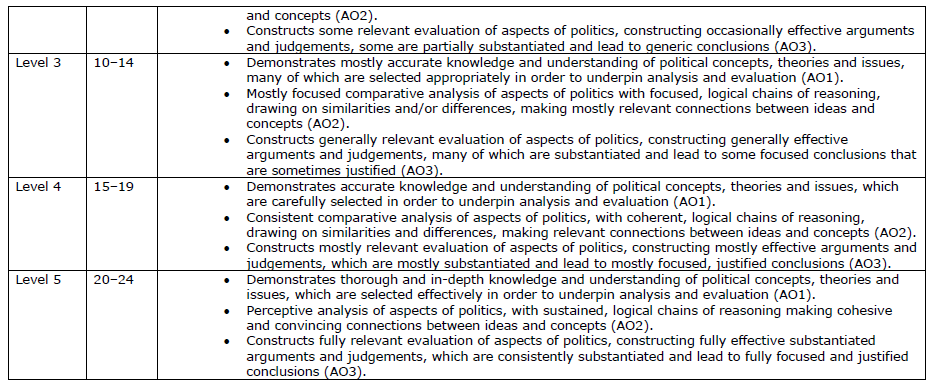 and concepts (AO2).
• Constructs some relevant evaluation of aspects of politics, constructing occasionally effective arguments
and judgements, some are partially substantiated and lead to generic conclusions (AO3).
Level 3 10–14 • Demonstrates mostly accurate knowledge and understanding of political concepts, theories and issues,
many of which are selected appropriately in order to underpin analysis and evaluation (AO1).
• Mostly focused comparative analysis of aspects of politics with focused, logical chains of reasoning,
drawing on similarities and/or differences, making mostly relevant connections between ideas and
concepts (AO2).
• Constructs generally relevant evaluation of aspects of politics, constructing generally effective
arguments and judgements, many of which are substantiated and lead to some focused conclusions that
are sometimes justified (AO3).
Level 4 15–19 • Demonstrates accurate knowledge and understanding of political concepts, theories and issues, which
are carefully selected in order to underpin analysis and evaluation (AO1).
• Consistent comparative analysis of aspects of politics, with coherent, logical chains of reasoning,
drawing on similarities and differences, making relevant connections between ideas and concepts (AO2).
• Constructs mostly relevant evaluation of aspects of politics, constructing mostly effective arguments and
judgements, which are mostly substantiated and lead to mostly focused, justified conclusions (AO3).
Level 5 20–24 • Demonstrates thorough and in-depth knowledge and understanding of political concepts, theories and
issues, which are selected effectively in order to underpin analysis and evaluation (AO1).
• Perceptive analysis of aspects of politics, with sustained, logical chains of reasoning making cohesive
and convincing connections between ideas and concepts (AO2).
• Constructs fully relevant evaluation of aspects of politics, constructing fully effective substantiated
arguments and judgements, which are consistently substantiated and lead to fully focused and justified
conclusions (AO3).